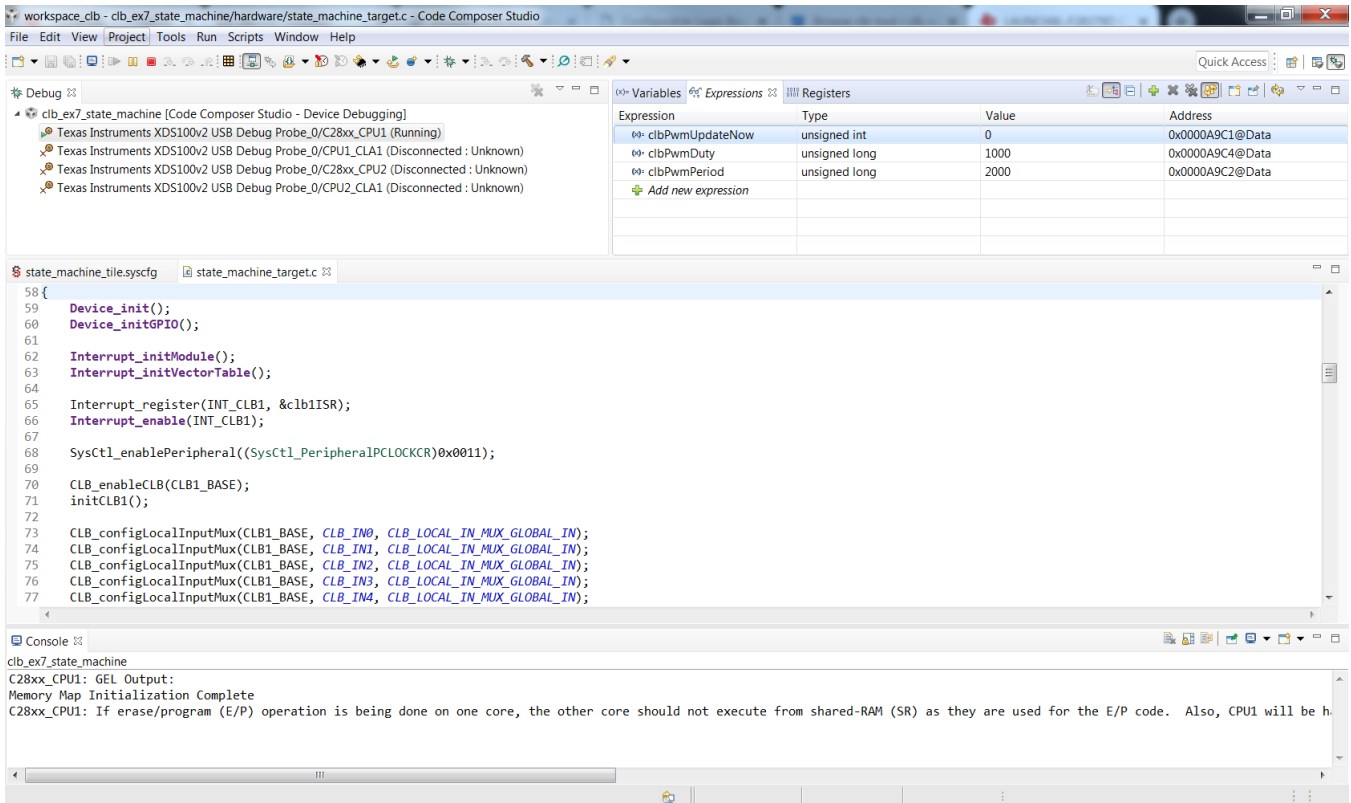 workspace_clb - clb_ex7_state_machine/hardware/state_machine_target.c - Code Composer Studio
File Edit View Project Tools Run Scripts Window Help
Quick Access
Debug
clb_ex7_state_machine [Code Composer Studio - Device Debugging]
Texas Instruments XDS100v2 USB Debug Probe_0/C28xx_CPU1 (Running)
Texas Instruments XDS100v2 USB Debug Probe_0/CPU1_CLA1 (Disconnected : Unknown)
Texas Instruments XDS100v2 USB Debug Probe_0/C28xx_CPU2 (Disconnected : Unknown)
Texas Instruments XDS100v2 USB Debug Probe_0/CPU2_CLA1 (Disconnected : Unknown)
(x)= Variables Expressions Registers
Expression Type Value Address
(x)= clbPwmUpdateNow unsigned int 0 0x0000A9C1@Data
(x)= clbPwmDuty unsigned long 1000 0x0000A9C4@Data
(x)= clbPwmPeriod unsigned long 2000 0x0000A9C2@Data
Add new expression
state_machine_tile.syscfg state_machine_target.c
58 {
59 Device_init();
60 Device_initGPIO();
61
62 Interrupt_initModule();
63 Interrupt_initVectorTable();
64
65 Interrupt_register(INT_CLB1, &clb1ISR);
66 Interrupt_enable(INT_CLB1);
67
68 SysCtl_enablePeripheral((SysCtl_PeripheralPCLOCKCR)0x0011);
69
70 CLB_enableCLB(CLB1_BASE);
71 initCLB1();
72
73 CLB_configLocalInputMux(CLB1_BASE, CLB_IN0, CLB_LOCAL_IN_MUX_GLOBAL_IN);
74 CLB_configLocalInputMux(CLB1_BASE, CLB_IN1, CLB_LOCAL_IN_MUX_GLOBAL_IN);
75 CLB_configLocalInputMux(CLB1_BASE, CLB_IN2, CLB_LOCAL_IN_MUX_GLOBAL_IN);
76 CLB_configLocalInputMux(CLB1_BASE, CLB_IN3, CLB_LOCAL_IN_MUX_GLOBAL_IN);
77 CLB_configLocalInputMux(CLB1_BASE, CLB_IN4, CLB_LOCAL_IN_MUX_GLOBAL_IN);
Console
clb_ex7_state_machine
C28xx_CPU1: GEL Output:
Memory Map Initialization Complete
C28xx_CPU1: If erase/program (E/P) operation is being done on one core, the other core should not execute from shared-RAM (SR) as they are used for the E/P code. Also, CPU1 will be